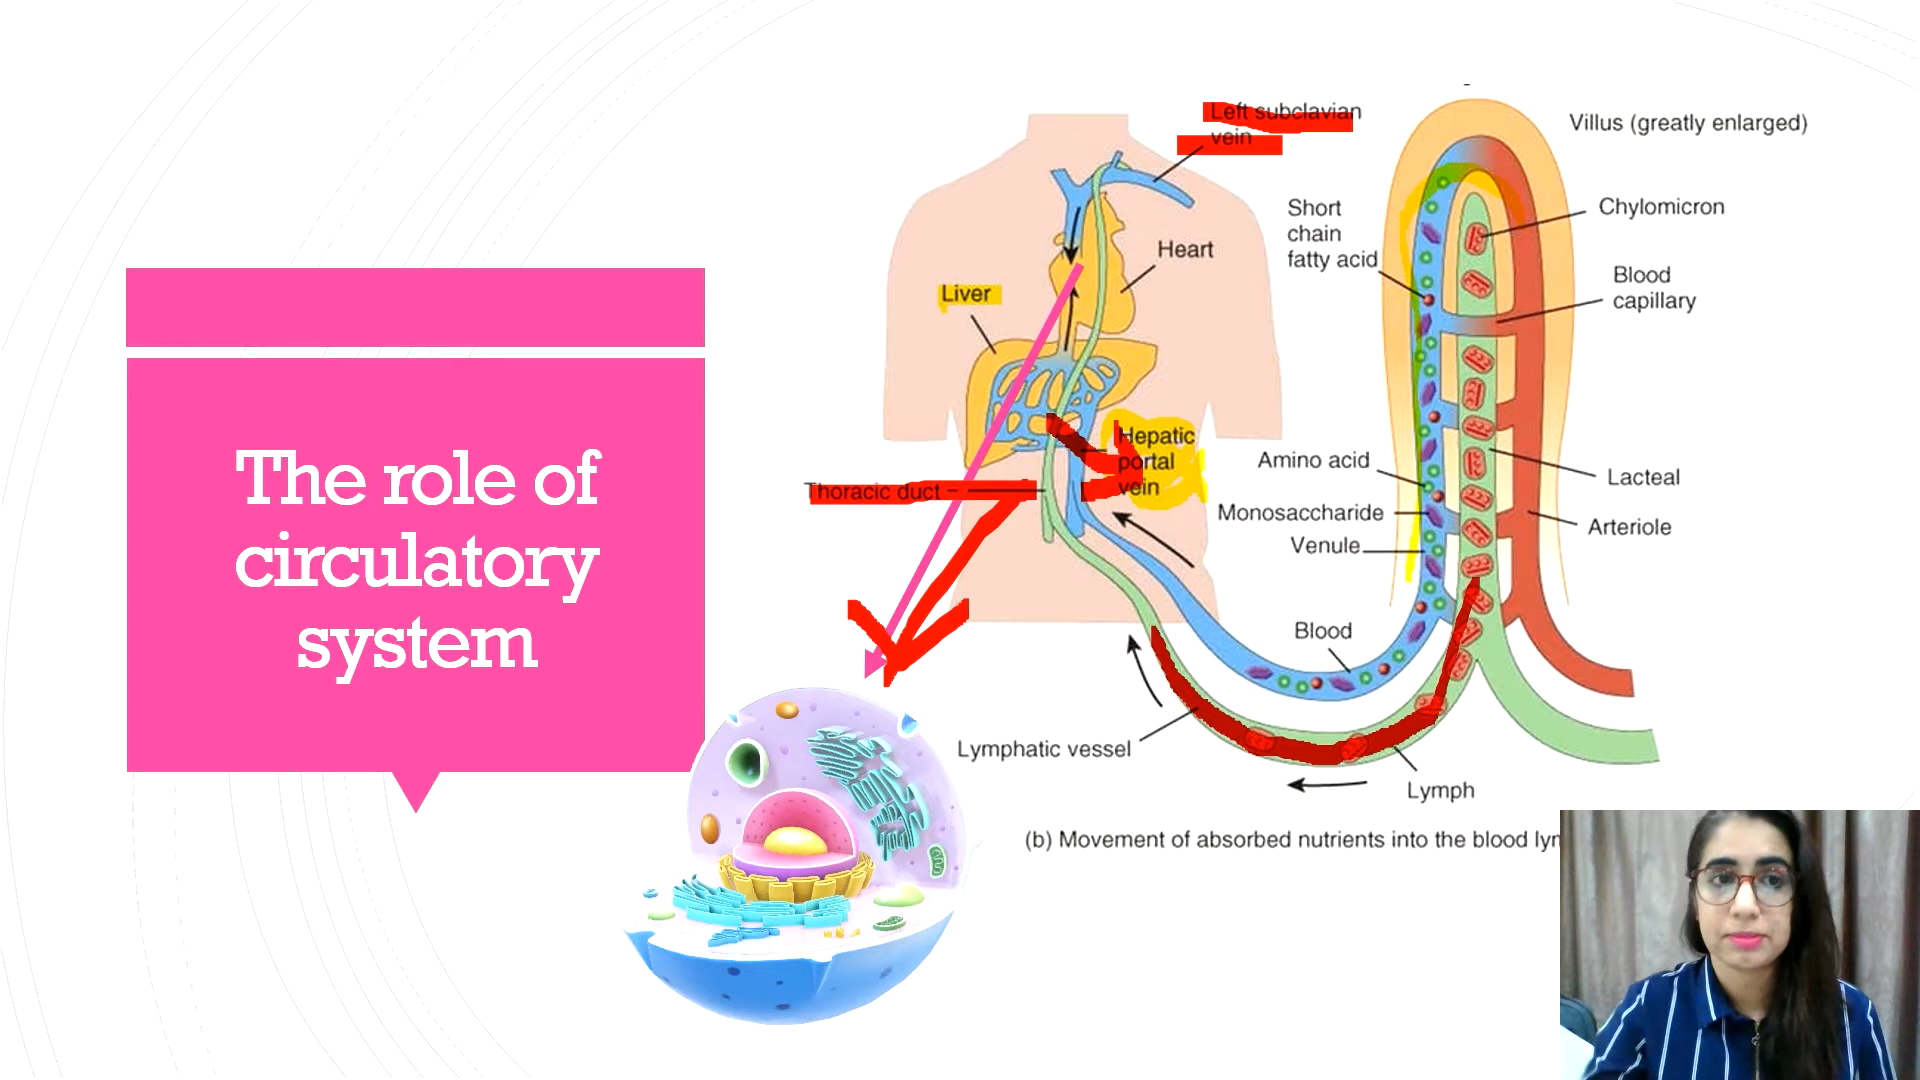 The role of
circulatory
system
Left subclavian
vein
Heart
Liver
Hepatic
portal
vein
Thoracic duct
Villus (greatly enlarged)
Short
chain
fatty acid
Chylomicron
Blood
capillary
Amino acid
Lacteal
Monosaccharide
Arteriole
Venule
Blood
Lymphatic vessel
Lymph
(b) Movement of absorbed nutrients into the blood lym